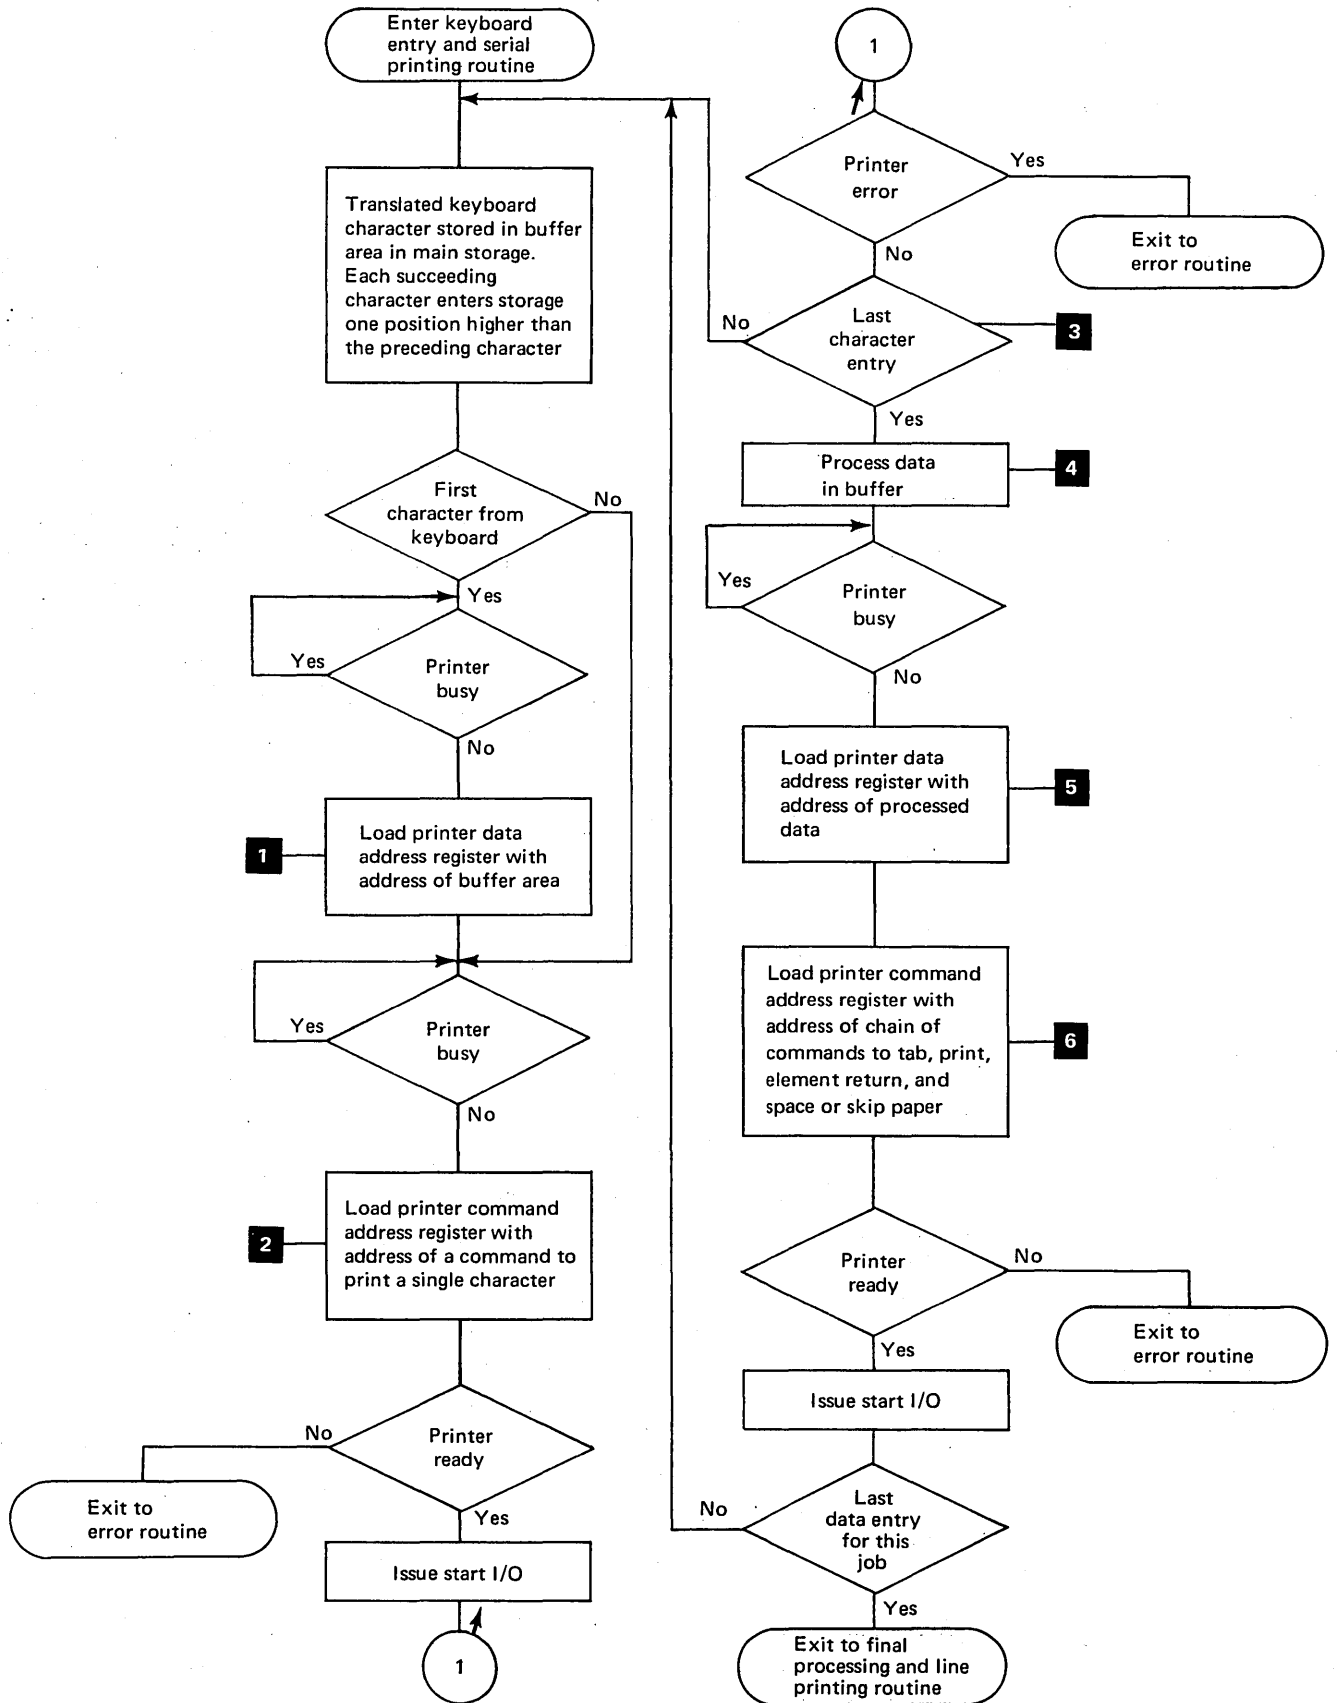 Enter keyboard
entry and serial
printing routine
Translated keyboard
character stored in buffer
area in main storage.
Each succeeding
character enters storage
one position higher than
the preceding character
First
character from
keyboard
No
Yes
Yes
Printer
busy
No
1
Load printer data
address register with
address of buffer area
Yes
Printer
busy
No
2
Load printer command
address register with
address of a command to
print a single character
No
Printer
ready
Exit to
error routine
Yes
Issue start I/O
1
1
Printer
error
Yes
Exit to
error routine
No
No
Last
character
entry
3
Yes
Process data
in buffer
4
Yes
Printer
busy
No
Load printer data
address register with
address of processed
data
5
Load printer command
address register with
address of chain of
commands to tab, print,
element return, and
space or skip paper
6
Printer
ready
No
Exit to
error routine
Yes
Issue start I/O
No
Last
data entry
for this
job
Yes
Exit to final
processing and line
printing routine